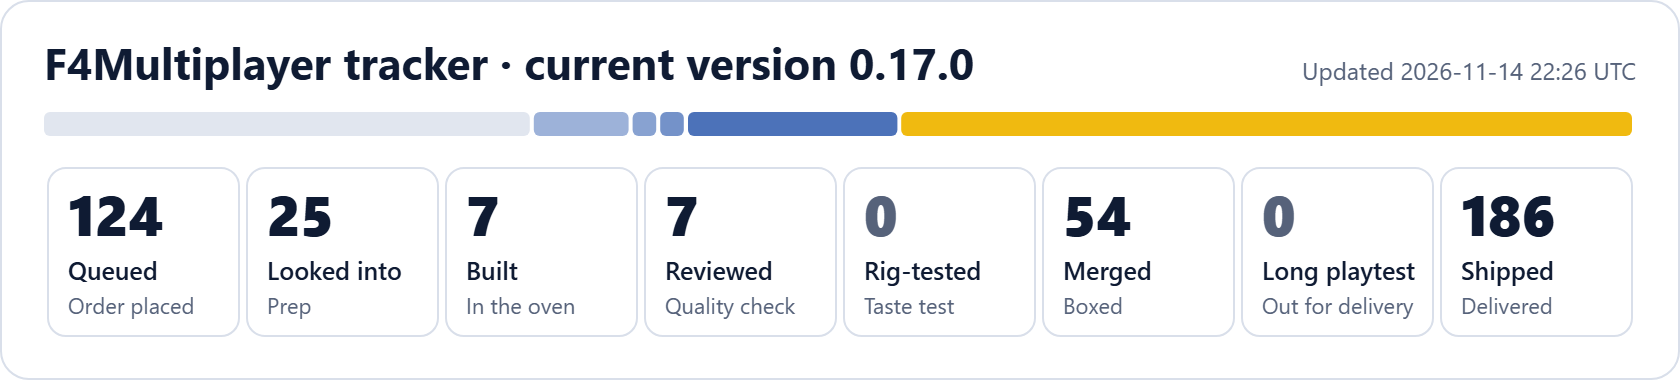 F4Multiplayer tracker · current version 0.17.0
Updated 2026-11-14 22:26 UTC
124
Queued
Order placed
25
Looked into
Prep
7
Built
In the oven
7
Reviewed
Quality check
0
Rig-tested
Taste test
54
Merged
Boxed
0
Long playtest
Out for delivery
186
Shipped
Delivered